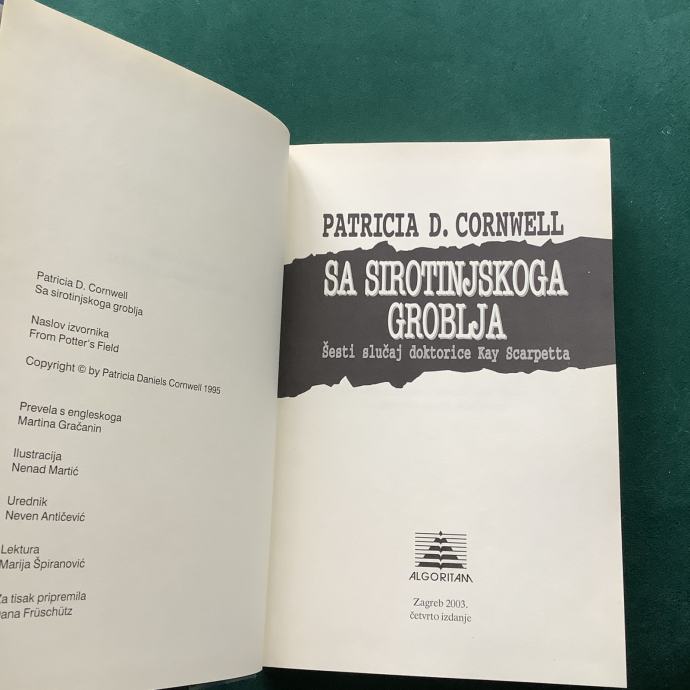 Patricia D. Cornwell
Sa sirotinjskoga groblja
Naslov izvornika
From Potter's Field
Copyright © by Patricia Daniels Cornwell 1995
Prevela s engleskoga
Martina Gračanin
Ilustracija
Nenad Martić
Urednik
Neven Antičević
Lektura
Marija Špiranović
Za tisak pripremila
Früschütz
PATRICIA D. CORNWELL
SA SIROTINJSKOGA
GROBLJA
Šesti slučaj doktorice Kay Scarpetta
ALGORITAM
Zagreb 2003.
četvrto izdanje